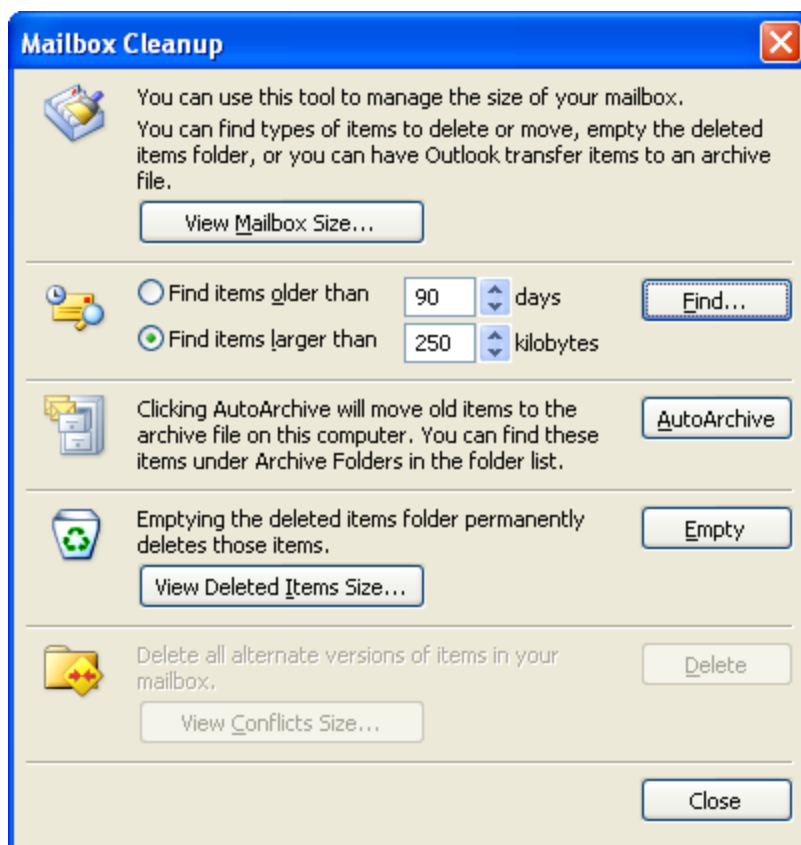 Mailbox Cleanup
You can use this tool to manage the size of your mailbox.
You can find types of items to delete or move, empty the deleted
items folder, or you can have Outlook transfer items to an archive
file.
View Mailbox Size...
Find items older than 90 days Find...
Find items larger than 250 kilobytes
Clicking AutoArchive will move old items to the
archive file on this computer. You can find these
items under Archive Folders in the folder list.
AutoArchive
Emptying the deleted items folder permanently
deletes those items.
Empty
View Deleted Items Size...
Delete all alternate versions of items in your
mailbox.
Delete
View Conflicts Size...
Close